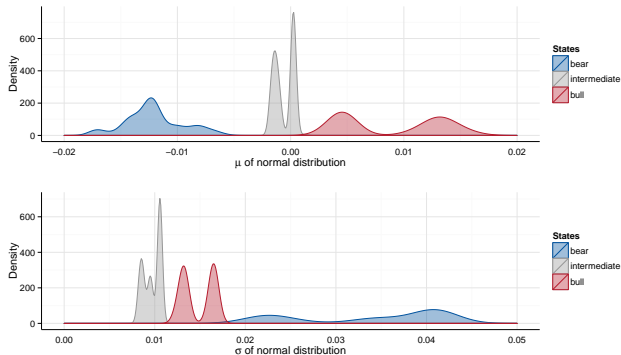 600
400
200
0
Density
−0.02
−0.01
0.00
0.01
0.02
μ of normal distribution
States
bear
intermediate
bull
600
400
200
0
Density
0.00
0.01
0.02
0.03
0.04
0.05
σ of normal distribution
States
bear
intermediate
bull